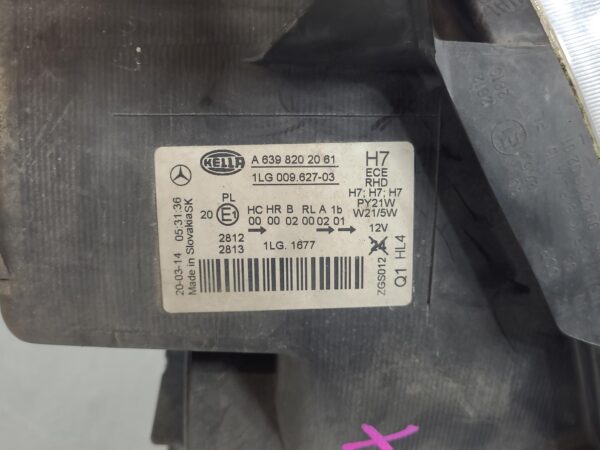 HELLA A 639 820 20 61 H7
1LG 009.627-03 ECE
RHD
H7; H7; H7
PL PY21W
20 E1 HC HR B RL A 1b W21/5W
00 00 02 00 02 01 12V
2812 1LG. 1677 24
2813
20-03-14 05:31:36
Made in SlovakiaSK
ZGS012
Q1 HL4
X